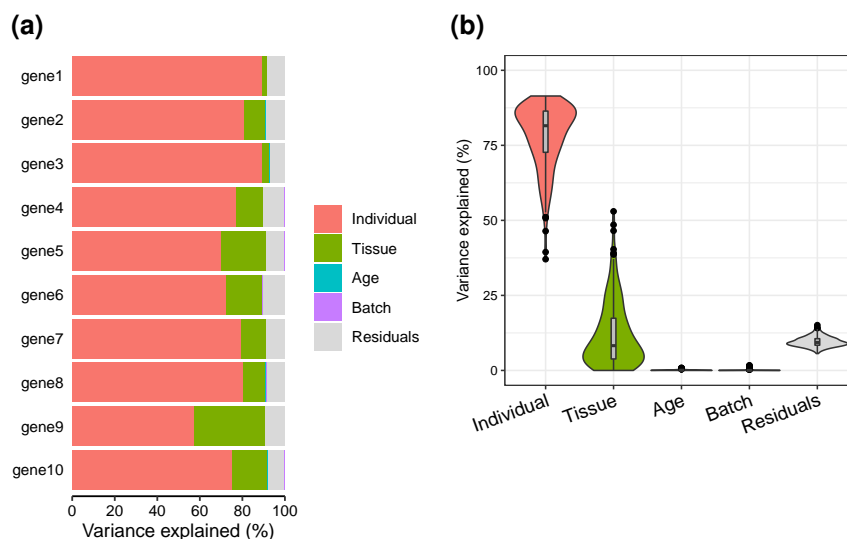 (a)
gene1
gene2
gene3
gene4
gene5
gene6
gene7
gene8
gene9
gene10
0 20 40 60 80 100
Variance explained (%)
Individual
Tissue
Age
Batch
Residuals
(b)
Variance explained (%)
100
75
50
25
0
Individual
Tissue
Age
Batch
Residuals